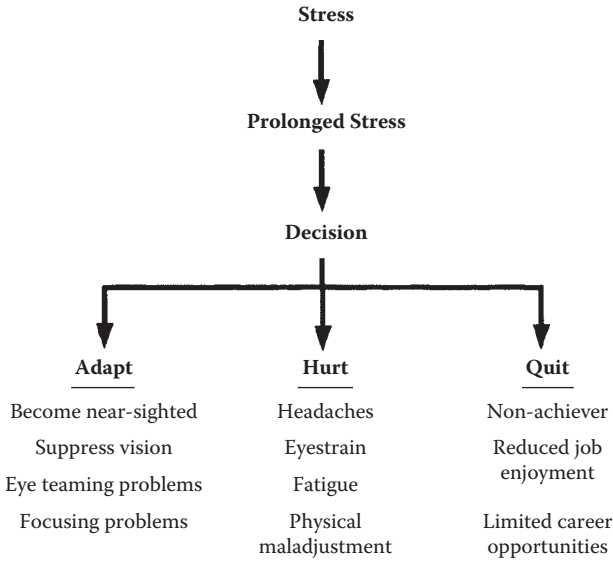 Stress
Prolonged Stress
Decision
Adapt
Become near-sighted
Suppress vision
Eye teaming problems
Focusing problems
Hurt
Headaches
Eyestrain
Fatigue
Physical
maladjustment
Quit
Non-achiever
Reduced job
enjoyment
Limited career
opportunities